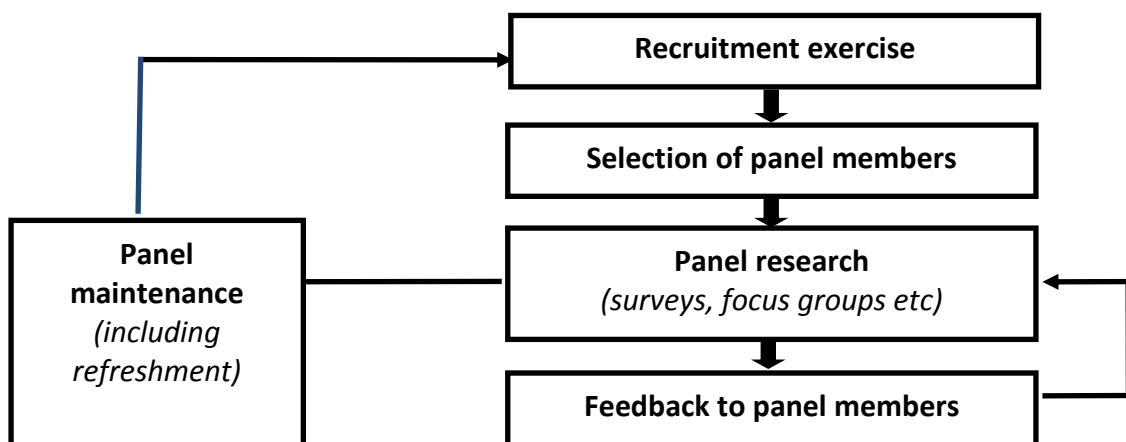 Recruitment exercise
Selection of panel members
Panel
maintenance
(including
refreshment)
Panel research
(surveys, focus groups etc)
Feedback to panel members